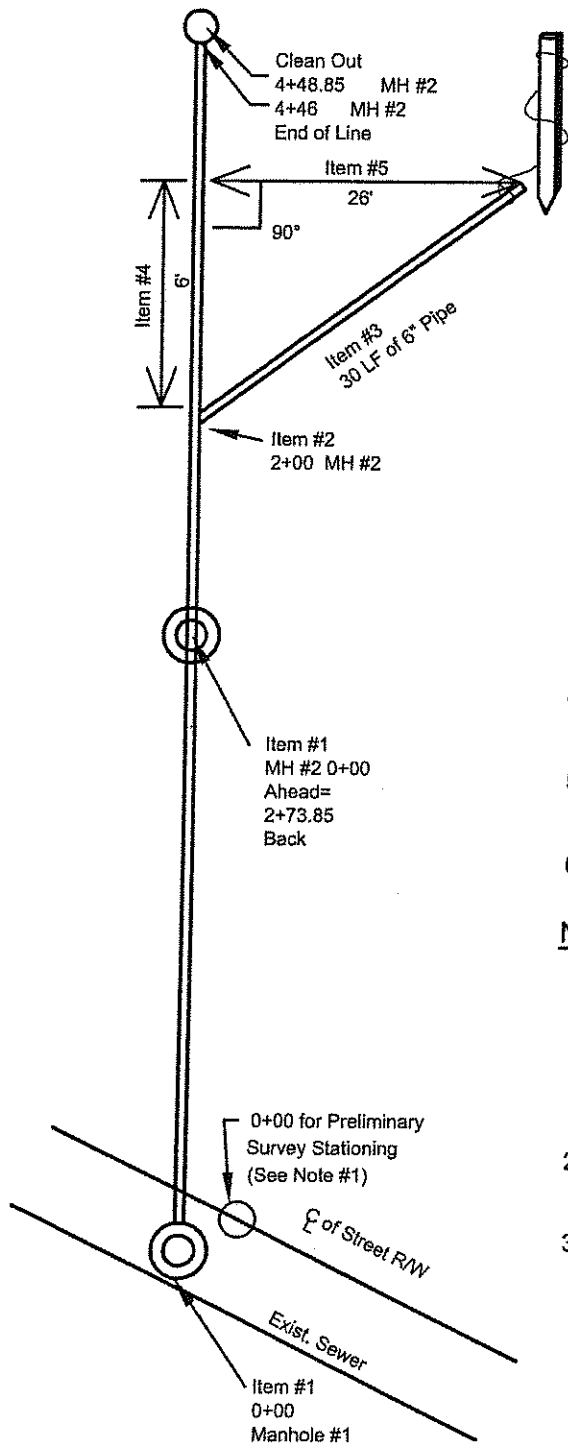 Clean Out
4+48.85 MH #2
4+46 MH #2
End of Line
Item #5
26'
90°
Item #4
6'
Item #3
30 LF of 6" Pipe
Item #2
2+00 MH #2
Item #1
MH #2 0+00
Ahead=
2+73.85
Back
0+00 for Preliminary
Survey Stationing
(See Note #1)
℄ of Street R/W
Exist. Sewer
Item #1
0+00
Manhole #1
2
3